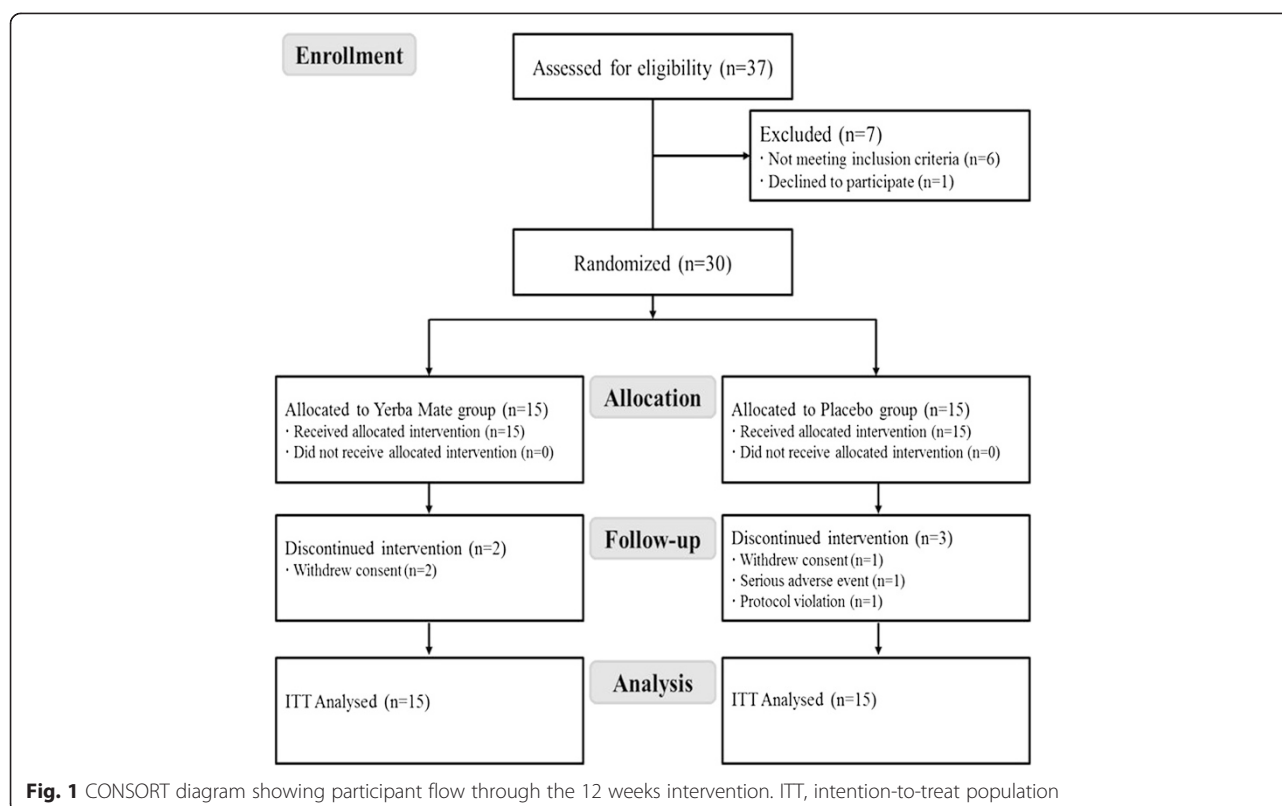 Enrollment
Assessed for eligibility (n=37)
Excluded (n=7)
· Not meeting inclusion criteria (n=6)
· Declined to participate (n=1)
Randomized (n=30)
Allocation
Allocated to Yerba Mate group (n=15)
· Received allocated intervention (n=15)
· Did not receive allocated intervention (n=0)
Allocated to Placebo group (n=15)
· Received allocated intervention (n=15)
· Did not receive allocated intervention (n=0)
Follow-up
Discontinued intervention (n=2)
· Withdrew consent (n=2)
Discontinued intervention (n=3)
· Withdrew consent (n=1)
· Serious adverse event (n=1)
· Protocol violation (n=1)
Analysis
ITT Analysed (n=15)
ITT Analysed (n=15)
Fig. 1 CONSORT diagram showing participant flow through the 12 weeks intervention. ITT, intention-to-treat population